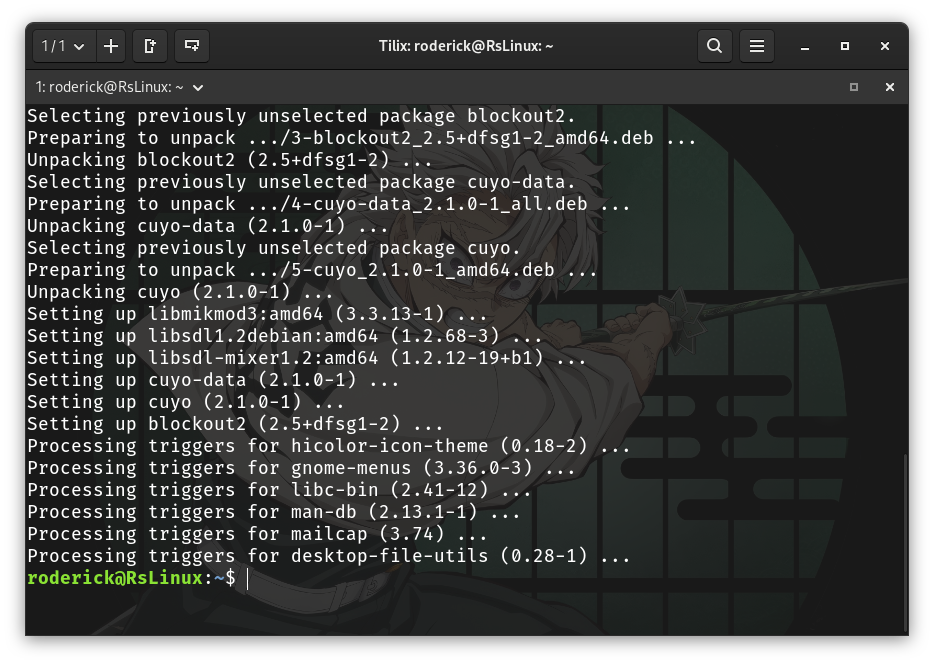 1/1
Tilix: roderick@RsLinux: ~
1: roderick@RsLinux: ~
Selecting previously unselected package blockout2.
Preparing to unpack .../3-blockout2_2.5+dfsg1-2_amd64.deb ...
Unpacking blockout2 (2.5+dfsg1-2) ...
Selecting previously unselected package cuyo-data.
Preparing to unpack .../4-cuyo-data_2.1.0-1_all.deb ...
Unpacking cuyo-data (2.1.0-1) ...
Selecting previously unselected package cuyo.
Preparing to unpack .../5-cuyo_2.1.0-1_amd64.deb ...
Unpacking cuyo (2.1.0-1) ...
Setting up libmikmod3:amd64 (3.3.13-1) ...
Setting up libsdl1.2debian:amd64 (1.2.68-3) ...
Setting up libsdl-mixer1.2:amd64 (1.2.12-19+b1) ...
Setting up cuyo-data (2.1.0-1) ...
Setting up cuyo (2.1.0-1) ...
Setting up blockout2 (2.5+dfsg1-2) ...
Processing triggers for hicolor-icon-theme (0.18-2) ...
Processing triggers for gnome-menus (3.36.0-3) ...
Processing triggers for libc-bin (2.41-12) ...
Processing triggers for man-db (2.13.1-1) ...
Processing triggers for mailcap (3.74) ...
Processing triggers for desktop-file-utils (0.28-1) ...
roderick@RsLinux:~$